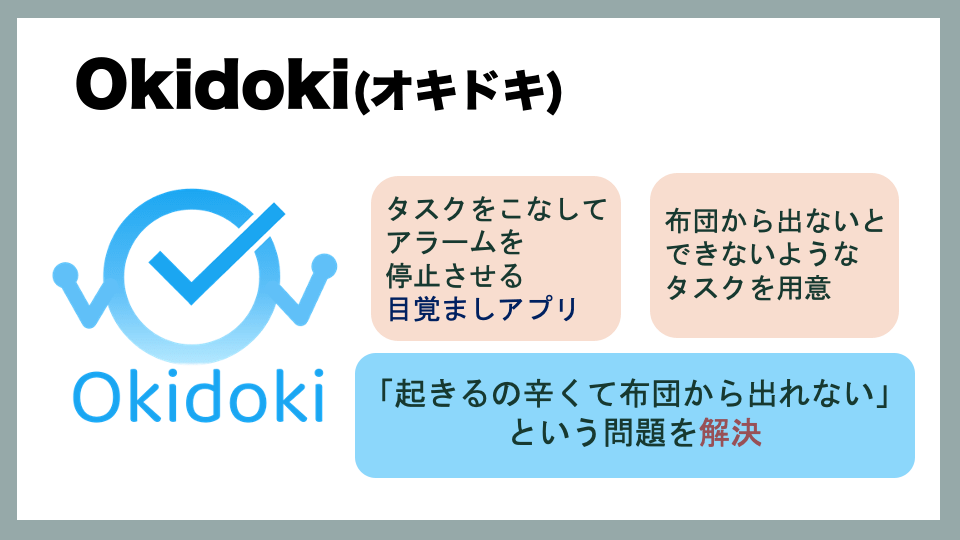 Okidoki(オキドキ)
Okidoki
タスクをこなして
アラームを
停止させる
目覚ましアプリ
布団から出ないと
できないような
タスクを用意
「起きるの辛くて布団から出れない」
という問題を解決